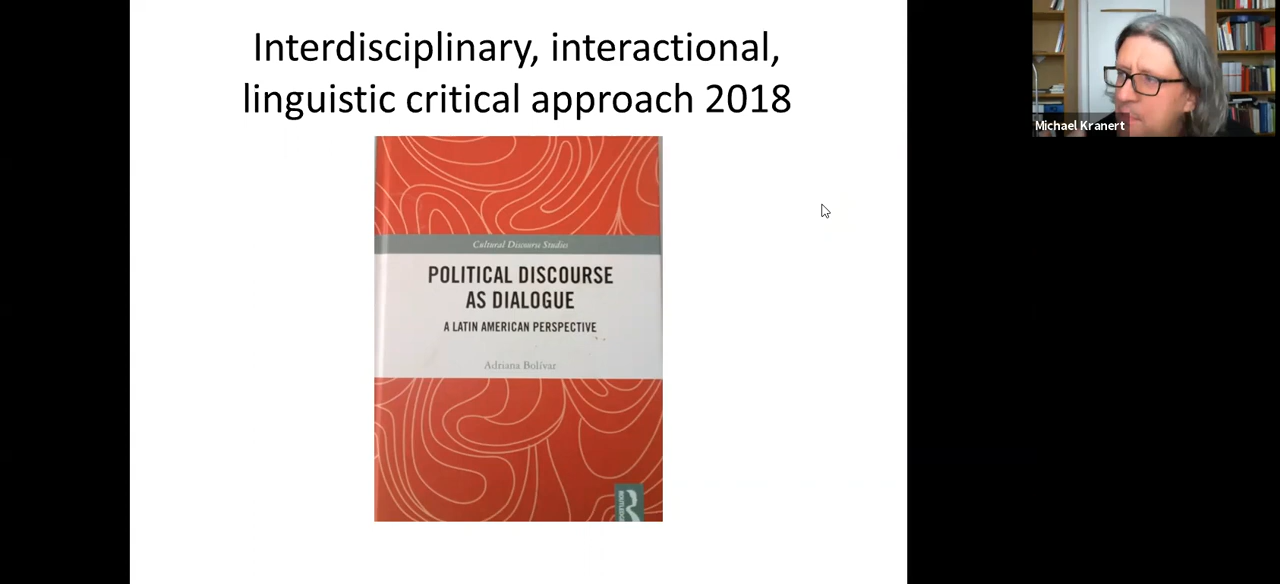 Interdisciplinary, interactional,
linguistic critical approach 2018
Cultural Discourse Studies
POLITICAL DISCOURSE
AS DIALOGUE
A LATIN AMERICAN PERSPECTIVE
Adriana Bolívar
ROUTLEDGE
Michael Kranert